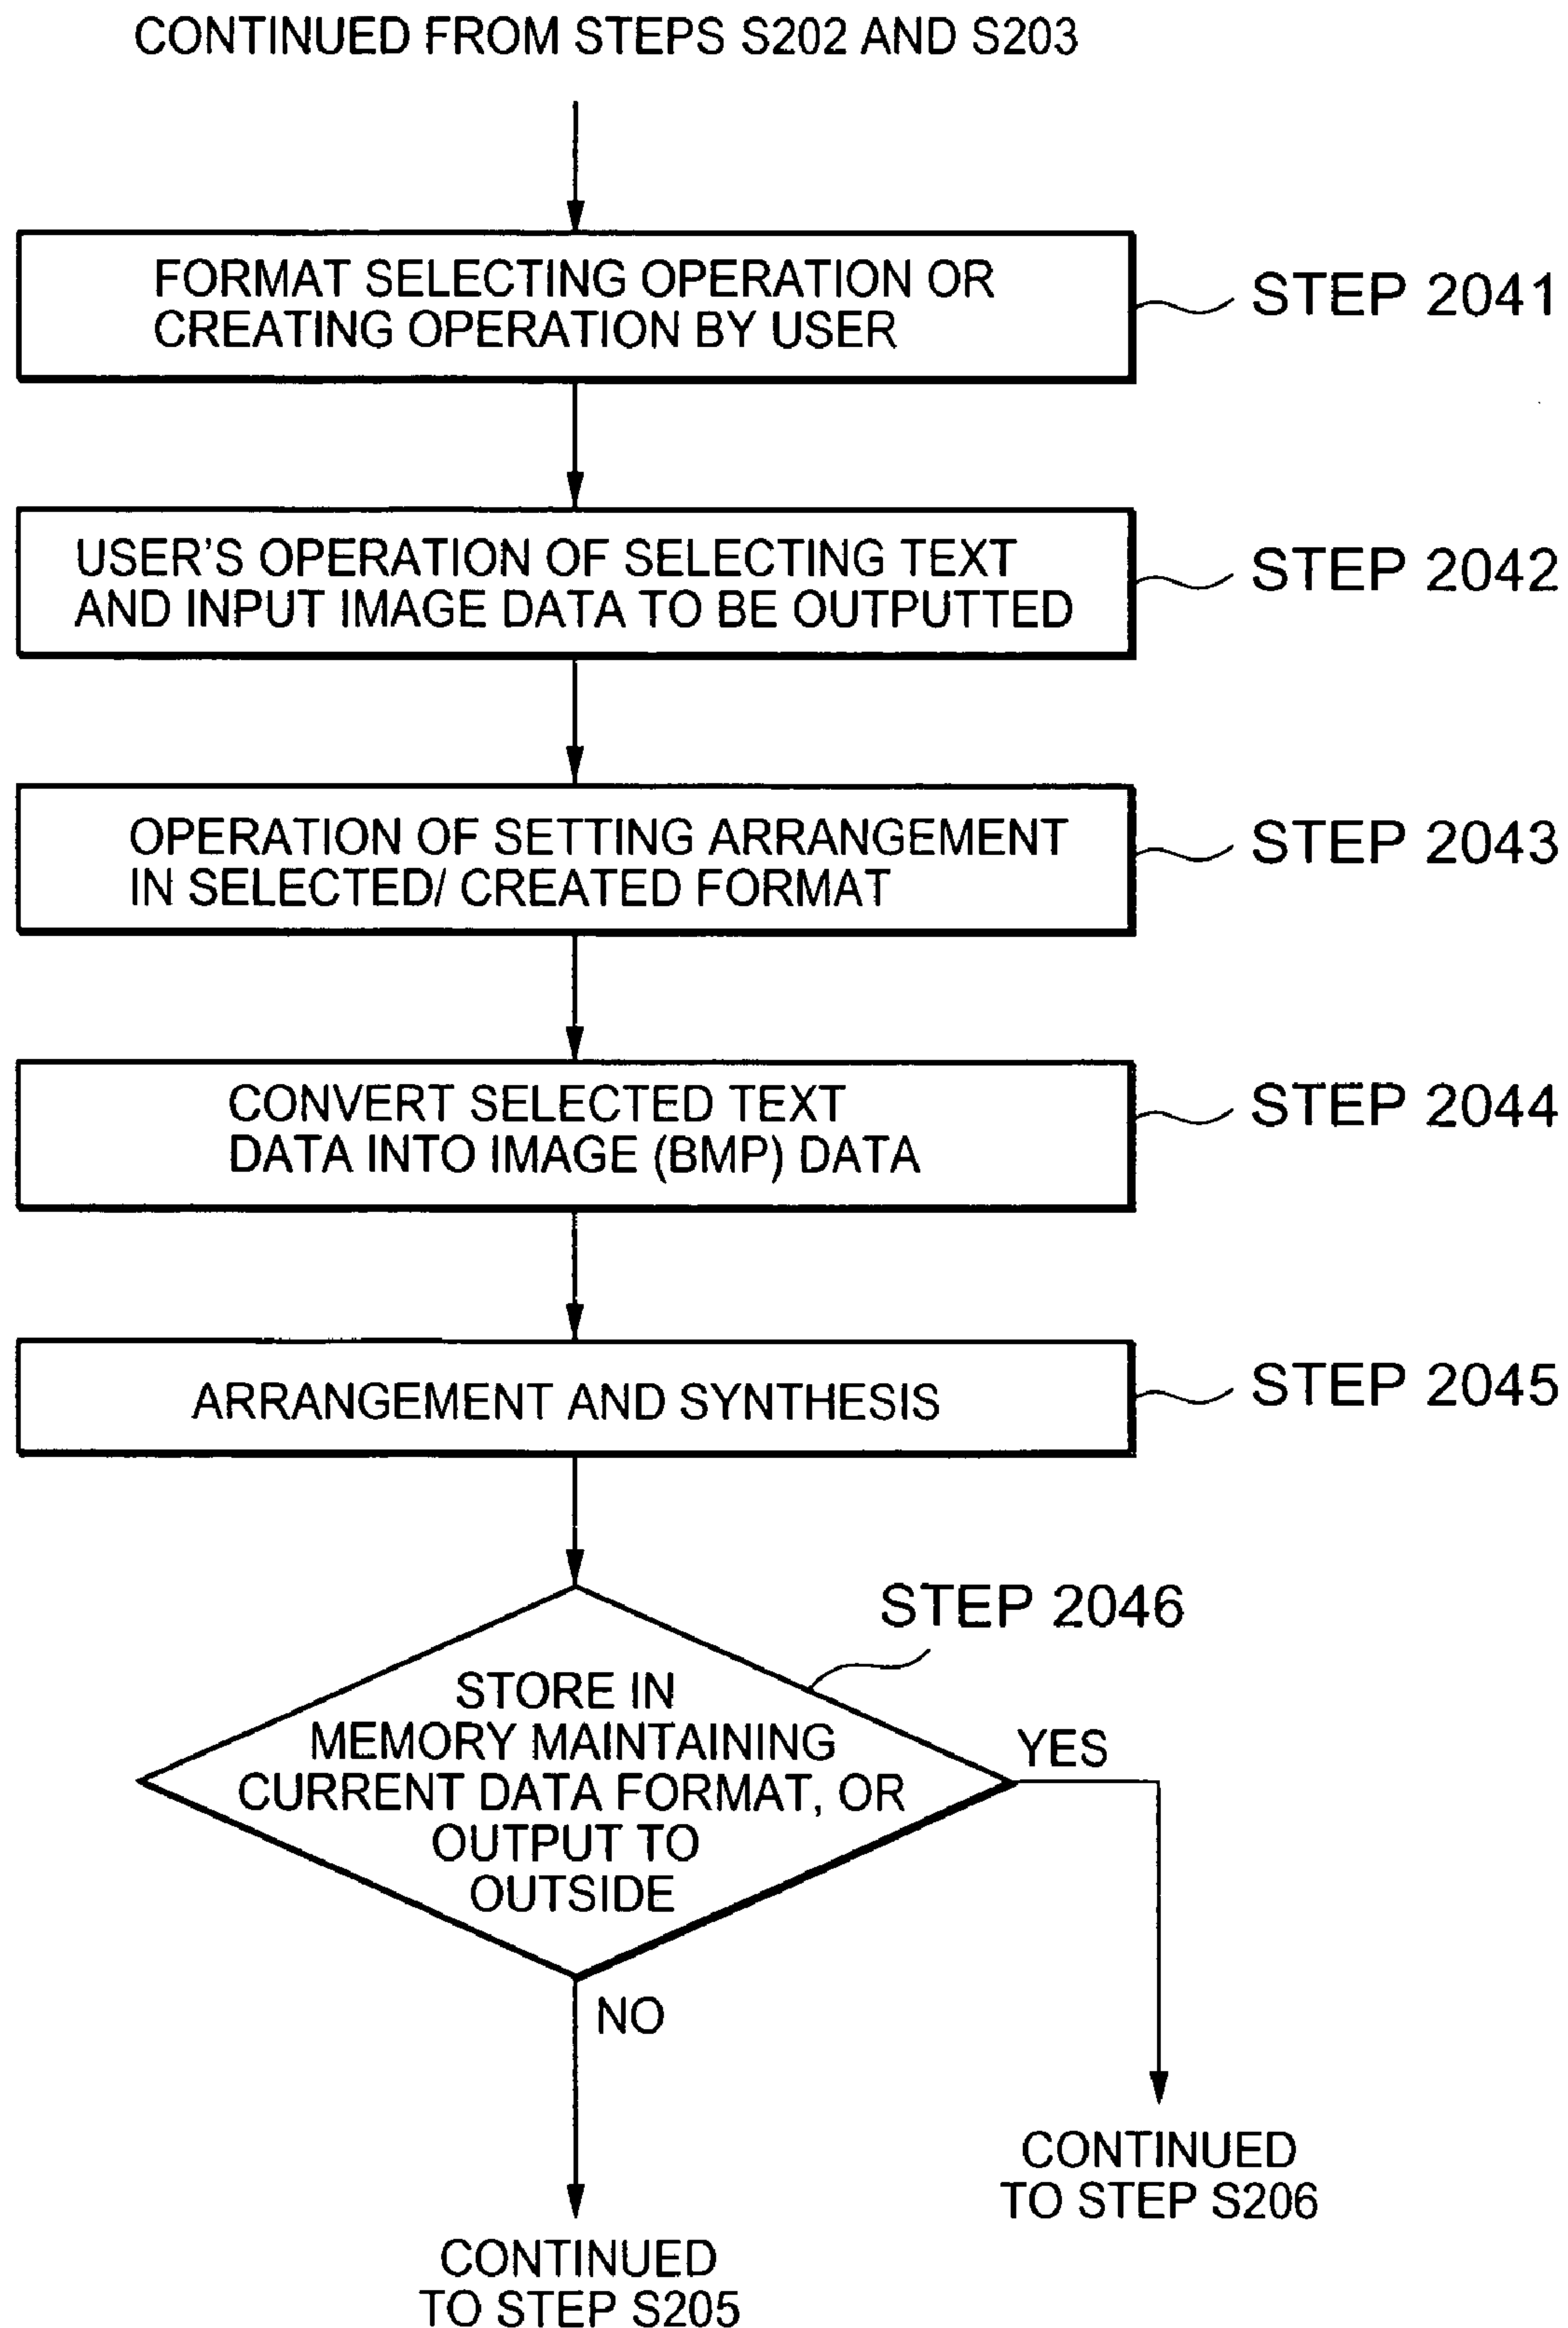 CONTINUED FROM STEPS S202 AND S203
FORMAT SELECTING OPERATION OR
CREATING OPERATION BY USER
STEP 2041
USER'S OPERATION OF SELECTING TEXT
AND INPUT IMAGE DATA TO BE OUTPUTTED
STEP 2042
OPERATION OF SETTING ARRANGEMENT
IN SELECTED/ CREATED FORMAT
STEP 2043
CONVERT SELECTED TEXT
DATA INTO IMAGE (BMP) DATA
STEP 2044
ARRANGEMENT AND SYNTHESIS
STEP 2045
STEP 2046
STORE IN
MEMORY MAINTAINING
CURRENT DATA FORMAT, OR
OUTPUT TO
OUTSIDE
YES
NO
CONTINUED
TO STEP S206
CONTINUED
TO STEP S205